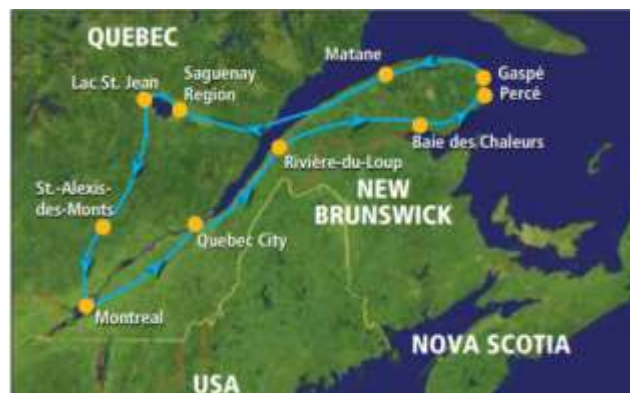 QUEBEC
Matane
Lac St. Jean
Saguenay
Region
Gaspé
Percé
Baie des Chaleurs
Rivière-du-Loup
St.-Alexis-
des-Monts
NEW
BRUNSWICK
Quebec City
Montreal
NOVA SCOTIA
USA